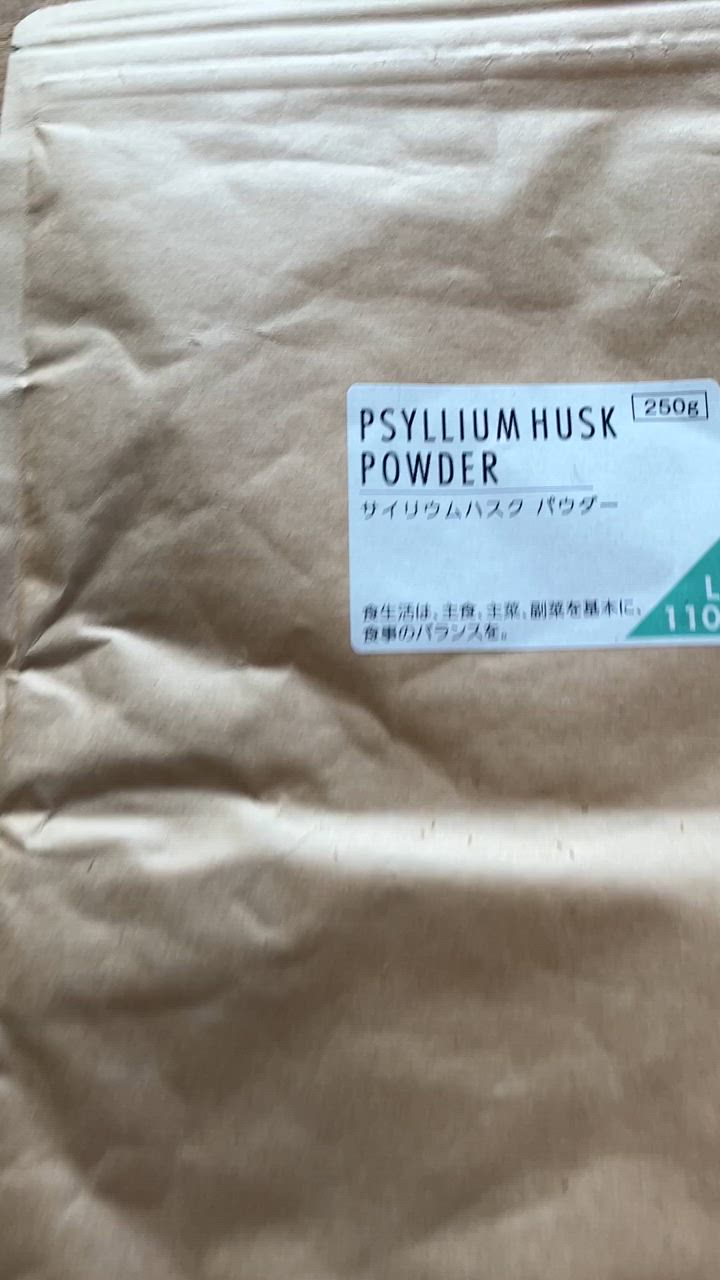 PSYLLIUM HUSK
250g
POWDER
サイリウムハスク パウダー
食生活は、主食、主菜、副菜を基本に、
食事のバランスを。
L
110